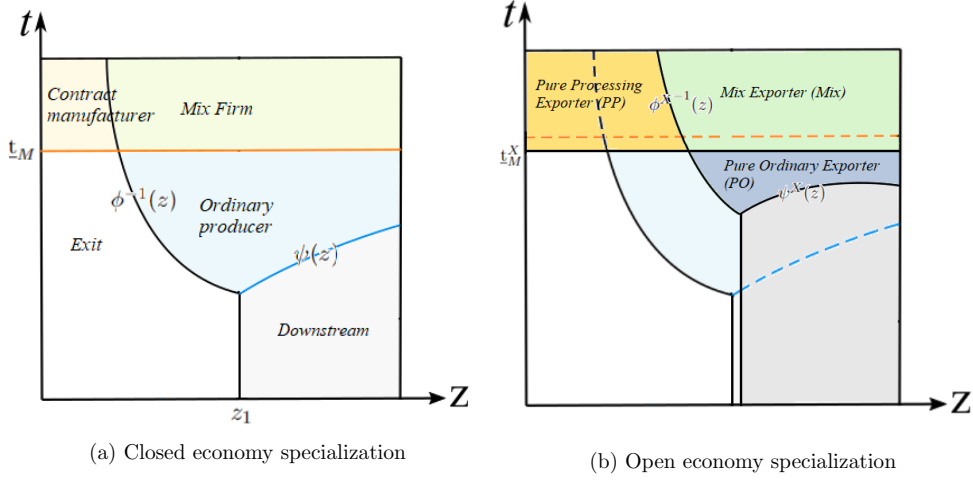 t
Contract
manufacturer
Mix Firm
t_M
ϕ⁻¹(z)
Ordinary
producer
Exit
ψ(z)
Downstream
z₁
Z
(a) Closed economy specialization
t
Pure Processing
Exporter (PP)
ϕ^{X−1}(z)
Mix Exporter (Mix)
t_M^X
Pure Ordinary Exporter
(PO)
ψ^X(z)
Z
(b) Open economy specialization